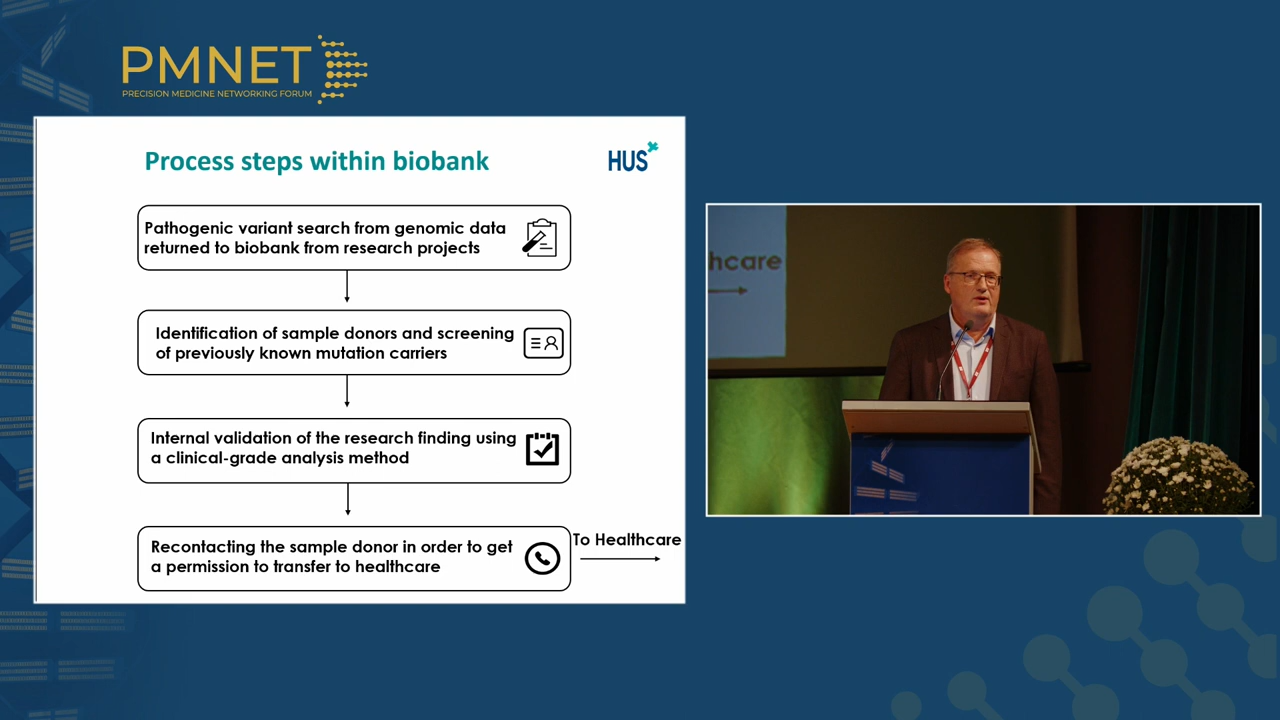 PMNET
PRECISION MEDICINE NETWORKING FORUM
Process steps within biobank
HUS
Pathogenic variant search from genomic data
returned to biobank from research projects
Identification of sample donors and screening
of previously known mutation carriers
Internal validation of the research finding using
a clinical-grade analysis method
Recontacting the sample donor in order to get
a permission to transfer to healthcare
To Healthcare
hcare